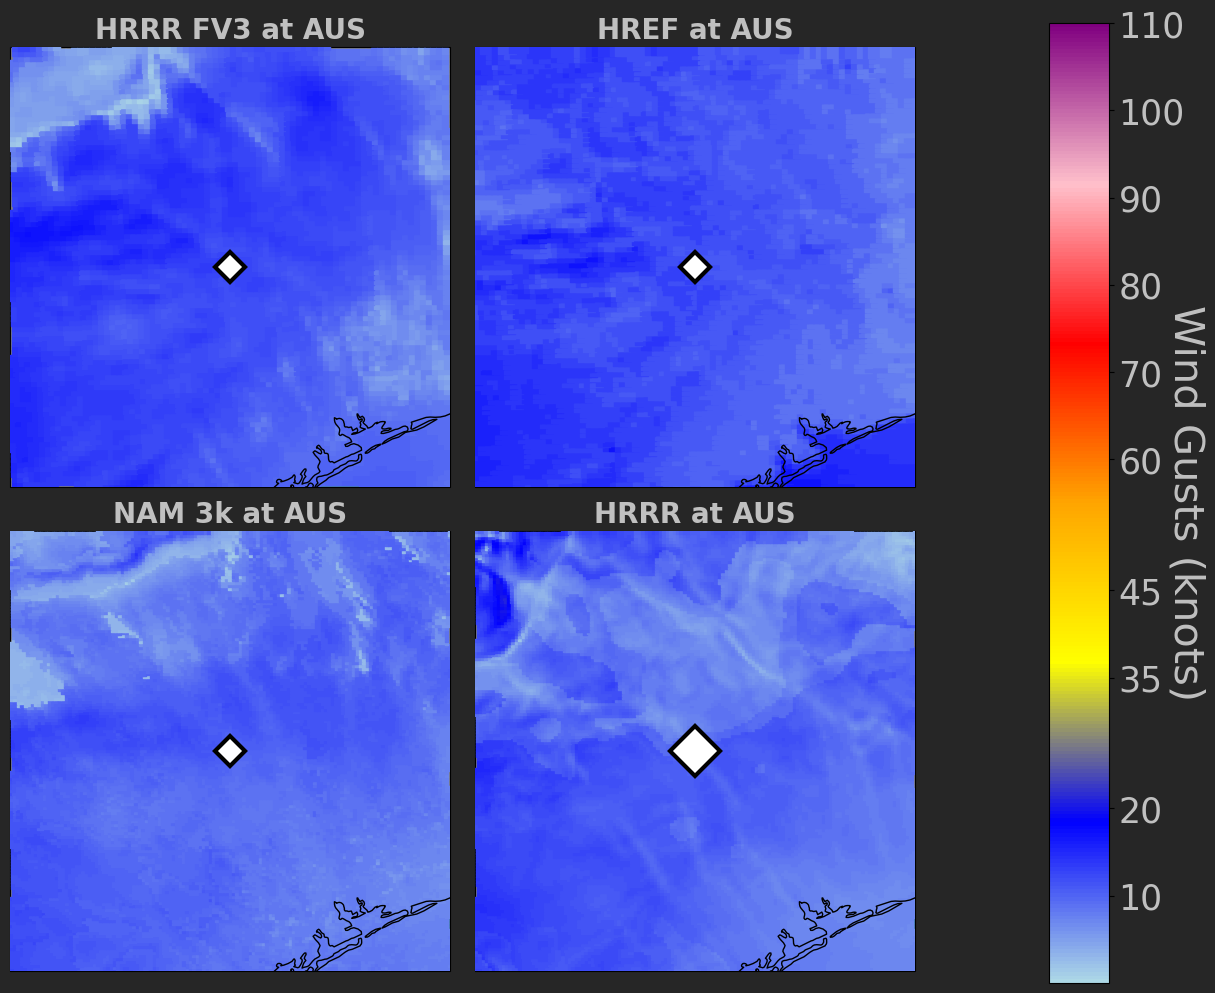 HRRR FV3 at AUS
HREF at AUS
NAM 3k at AUS
HRRR at AUS
110
100
90
80
70
60
45
35
20
10
Wind Gusts (knots)